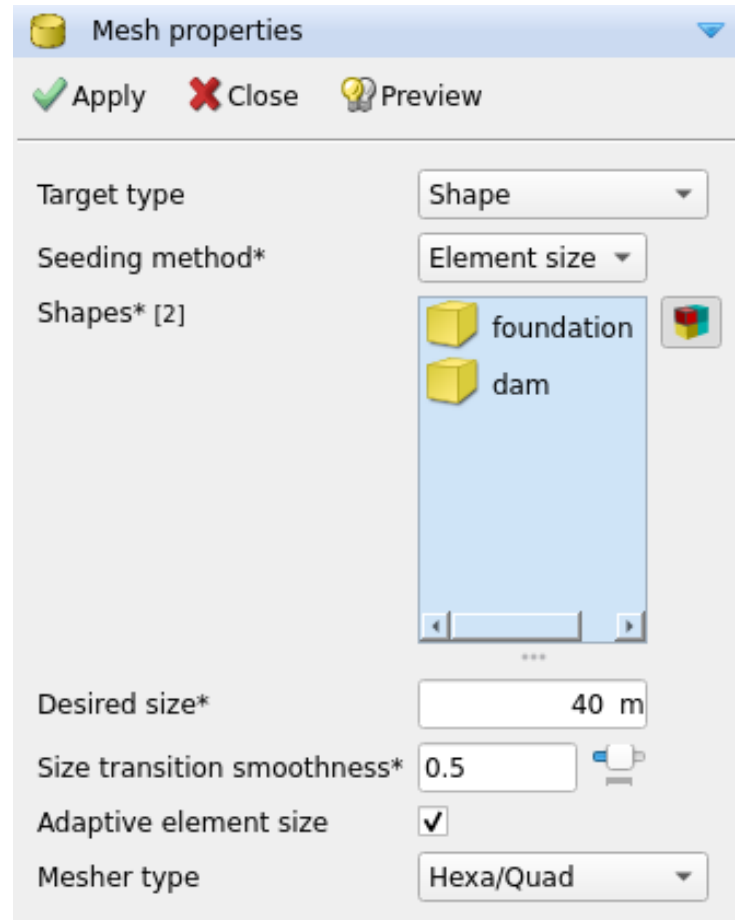 Mesh properties
Apply Close Preview
Target type Shape
Seeding method* Element size
Shapes* [2] foundation
dam
Desired size* 40 m
Size transition smoothness* 0.5
Adaptive element size
Mesher type Hexa/Quad